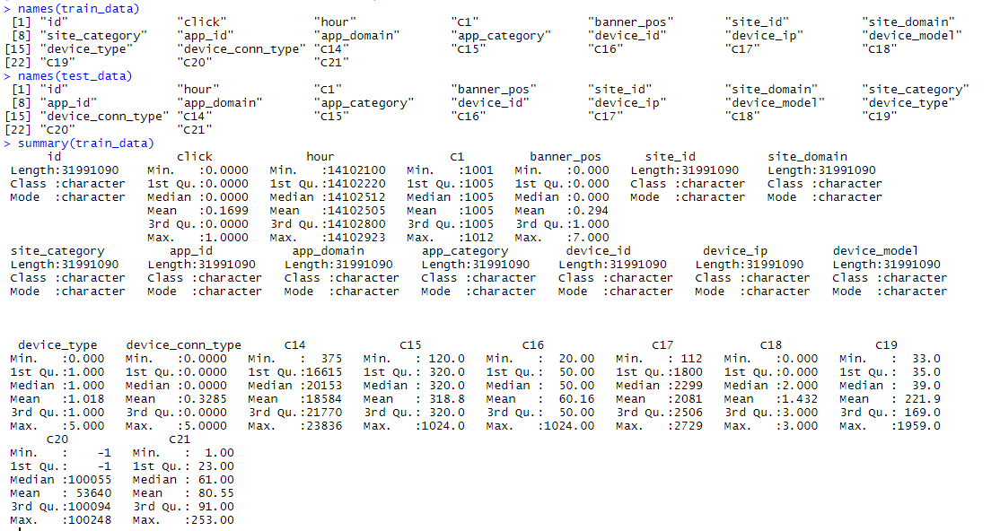 > names(train_data)
 [1] "id"               "click"            "hour"             "C1"               "banner_pos"       "site_id"          "site_domain"
 [8] "site_category"    "app_id"           "app_domain"       "app_category"     "device_id"        "device_ip"        "device_model"
[15] "device_type"      "device_conn_type" "C14"              "C15"              "C16"              "C17"              "C18"
[22] "C19"              "C20"              "C21"
> names(test_data)
 [1] "id"               "hour"             "C1"               "banner_pos"       "site_id"          "site_domain"      "site_category"
 [8] "app_id"           "app_domain"       "app_category"     "device_id"        "device_ip"        "device_model"     "device_type"
[15] "device_conn_type" "C14"              "C15"              "C16"              "C17"              "C18"              "C19"
[22] "C20"              "C21"
> summary(train_data)
      id                click             hour                C1          banner_pos      site_id          site_domain
 Length:31991090    Min.   :0.0000   Min.   :14102100   Min.   :1001   Min.   :0.000   Length:31991090    Length:31991090
 Class :character   1st Qu.:0.0000   1st Qu.:14102220   1st Qu.:1005   1st Qu.:0.000   Class :character   Class :character
 Mode  :character   Median :0.0000   Median :14102512   Median :1005   Median :0.000   Mode  :character   Mode  :character
                    Mean   :0.1699   Mean   :14102505   Mean   :1005   Mean   :0.294
                    3rd Qu.:0.0000   3rd Qu.:14102800   3rd Qu.:1005   3rd Qu.:1.000
                    Max.   :1.0000   Max.   :14102923   Max.   :1012   Max.   :7.000
 site_category         app_id           app_domain        app_category        device_id          device_ip         device_model
 Length:31991090    Length:31991090    Length:31991090    Length:31991090    Length:31991090    Length:31991090    Length:31991090
 Class :character   Class :character   Class :character   Class :character   Class :character   Class :character   Class :character
 Mode  :character   Mode  :character   Mode  :character   Mode  :character   Mode  :character   Mode  :character   Mode  :character
  device_type    device_conn_type      C14             C15              C16               C17            C18             C19
 Min.   :0.000   Min.   :0.0000   Min.   :  375   Min.   : 120.0   Min.   :  20.00   Min.   : 112   Min.   :0.000   Min.   :  33.0
 1st Qu.:1.000   1st Qu.:0.0000   1st Qu.:16615   1st Qu.: 320.0   1st Qu.:  50.00   1st Qu.:1800   1st Qu.:0.000   1st Qu.:  35.0
 Median :1.000   Median :0.0000   Median :20153   Median : 320.0   Median :  50.00   Median :2299   Median :2.000   Median :  39.0
 Mean   :1.018   Mean   :0.3285   Mean   :18584   Mean   : 318.8   Mean   :  60.16   Mean   :2081   Mean   :1.432   Mean   : 221.9
 3rd Qu.:1.000   3rd Qu.:0.0000   3rd Qu.:21770   3rd Qu.: 320.0   3rd Qu.:  50.00   3rd Qu.:2506   3rd Qu.:3.000   3rd Qu.: 169.0
 Max.   :5.000   Max.   :5.0000   Max.   :23836   Max.   :1024.0   Max.   :1024.00   Max.   :2729   Max.   :3.000   Max.   :1959.0
      C20              C21
 Min.   :    -1   Min.   :  1.00
 1st Qu.:    -1   1st Qu.: 23.00
 Median :100055   Median : 61.00
 Mean   : 53640   Mean   : 80.55
 3rd Qu.:100094   3rd Qu.: 91.00
 Max.   :100248   Max.   :253.00